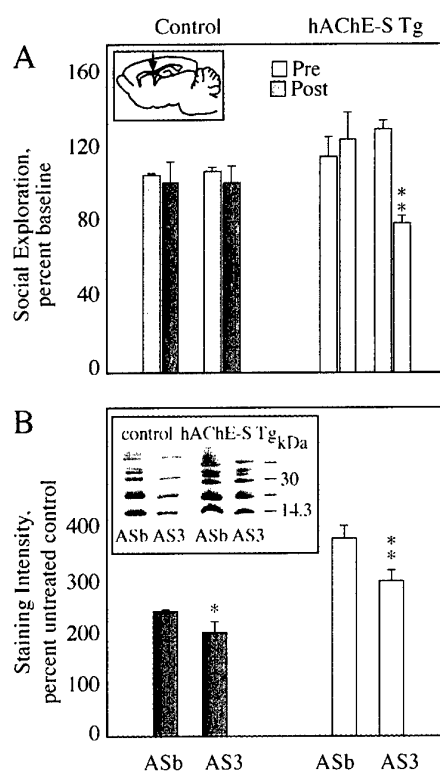 Control
hAChE-S Tg
A
Pre
Post
160
120
80
40
0
Social Exploration,
percent baseline
**
B
control hAChE-S Tg kDa
30
14.3
ASb AS3 ASb AS3
400
300
200
100
0
Staining Intensity,
percent untreated control
*
**
ASb AS3 ASb AS3